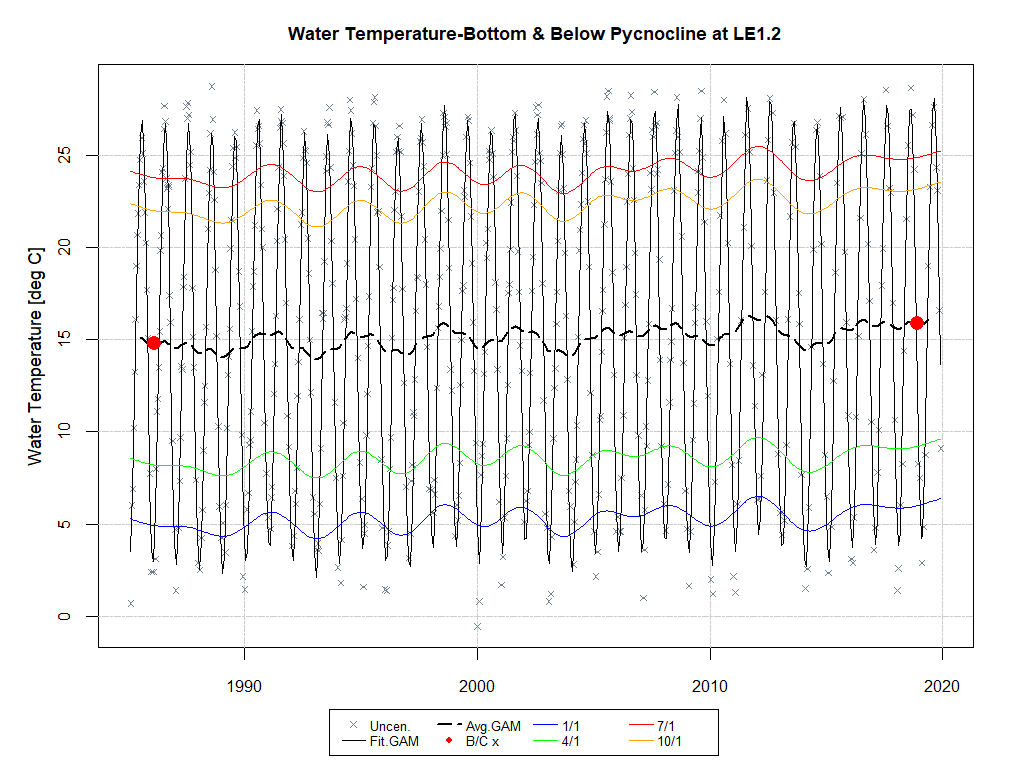 Water Temperature-Bottom & Below Pycnocline at LE1.2
Water Temperature [deg C]
25
20
15
10
5
0
1990
2000
2010
2020
Uncen. Avg.GAM 1/1 7/1
Fit.GAM B/C x 4/1 10/1